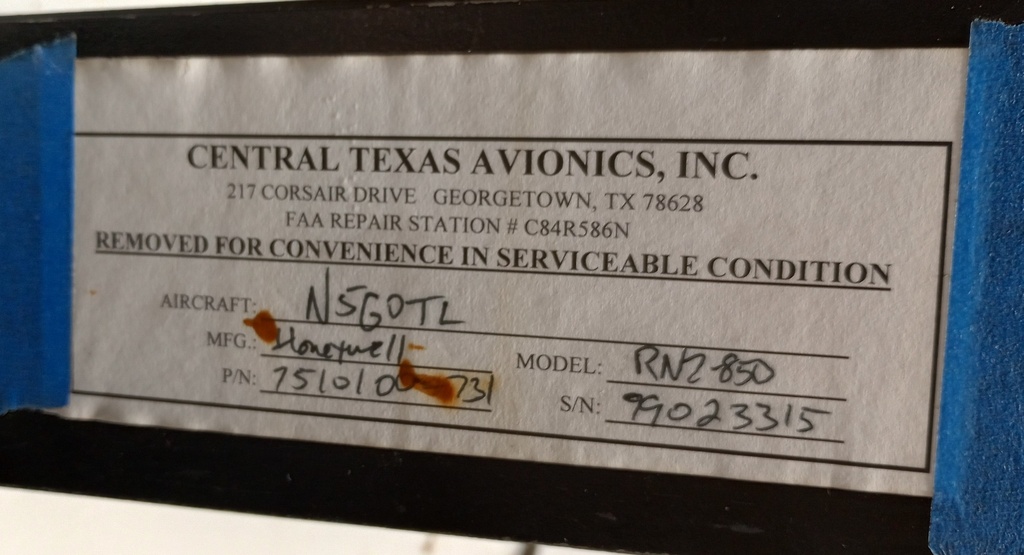 CENTRAL TEXAS AVIONICS, INC.
217 CORSAIR DRIVE GEORGETOWN, TX 78628
FAA REPAIR STATION # C84R586N
REMOVED FOR CONVENIENCE IN SERVICEABLE CONDITION
AIRCRAFT: N560TL
MFG.: Honeywell MODEL: RNZ-850
P/N: S/N: 99023315